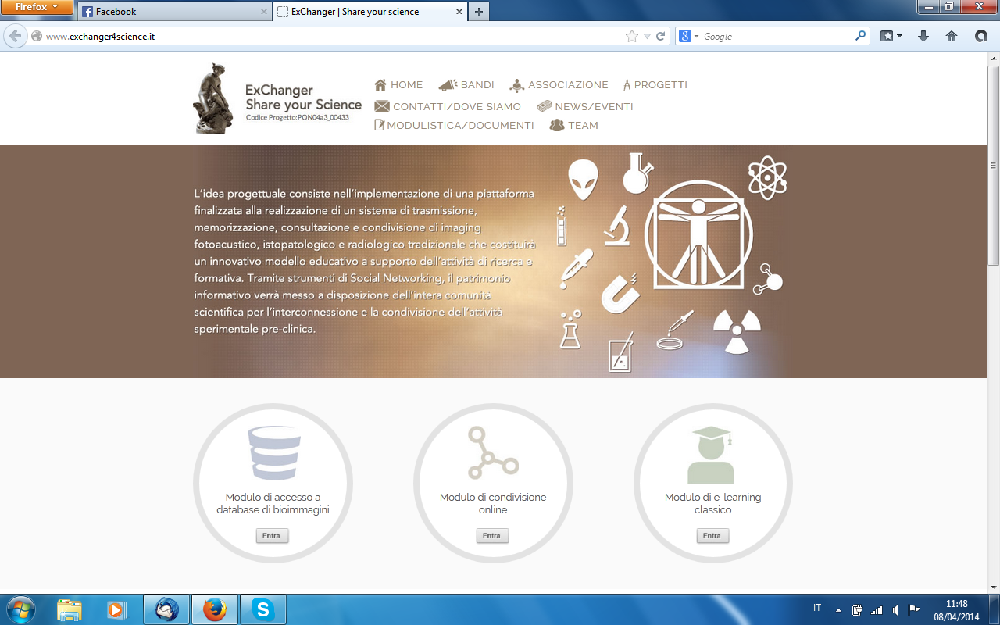 Firefox
Facebook
ExChanger | Share your science
www.exchanger4science.it
Google
ExChanger
Share your Science
Codice Progetto:PON04a3_00433
HOME BANDI ASSOCIAZIONE PROGETTI
CONTATTI/DOVE SIAMO NEWS/EVENTI
MODULISTICA/DOCUMENTI TEAM
L'idea progettuale consiste nell'implementazione di una piattaforma
finalizzata alla realizzazione di un sistema di trasmissione,
memorizzazione, consultazione e condivisione di imaging
fotoacustico, istopatologico e radiologico tradizionale che costituirà
un innovativo modello educativo a supporto dell'attività di ricerca e
formativa. Tramite strumenti di Social Networking, il patrimonio
informativo verrà messo a disposizione dell'intera comunità
scientifica per l'interconnessione e la condivisione dell'attività
sperimentale pre-clinica.
Modulo di accesso a
database di bioimmagini
Entra
Modulo di condivisione
online
Entra
Modulo di e-learning
classico
Entra
IT
11:48
08/04/2014